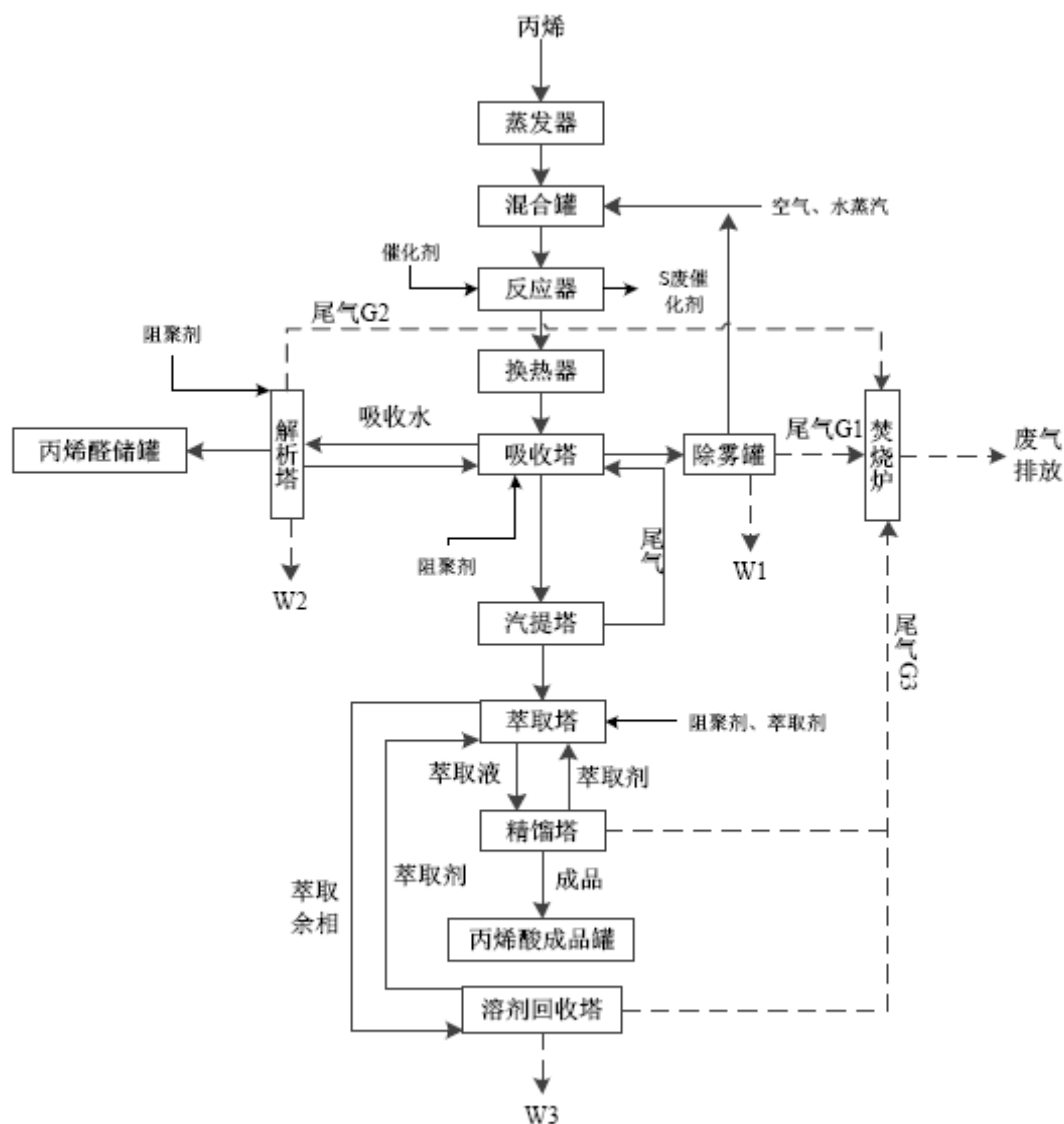 丙烯
蒸发器
混合罐
空气、水蒸汽
催化剂
反应器
S废催
化剂
尾气G2
阻聚剂
换热器
吸收水
解析塔
丙烯醛储罐
吸收塔
除雾罐
尾气G1
焚烧炉
废气
排放
阻聚剂
尾气
W1
W2
汽提塔
尾气G3
萃取塔
阻聚剂、萃取剂
萃取液
萃取剂
精馏塔
萃取
余相
萃取剂
成品
丙烯酸成品罐
溶剂回收塔
W3